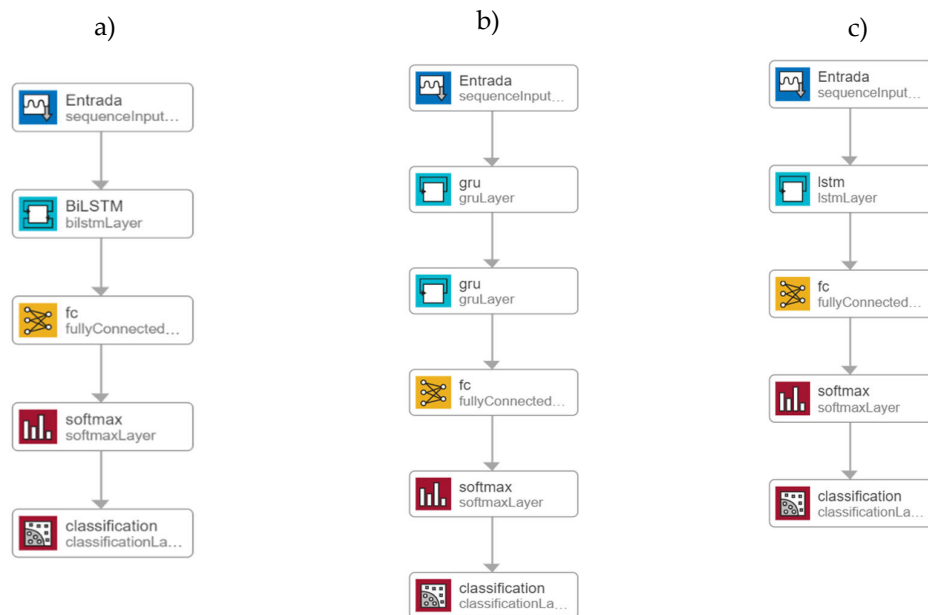 a)
Entrada
sequenceInput...
BiLSTM
bilstmLayer
fc
fullyConnected...
softmax
softmaxLayer
classification
classificationLa...
b)
Entrada
sequenceInput...
gru
gruLayer
gru
gruLayer
fc
fullyConnected...
softmax
softmaxLayer
classification
classificationLa...
c)
Entrada
sequenceInput...
lstm
lstmLayer
fc
fullyConnected...
softmax
softmaxLayer
classification
classificationLa...